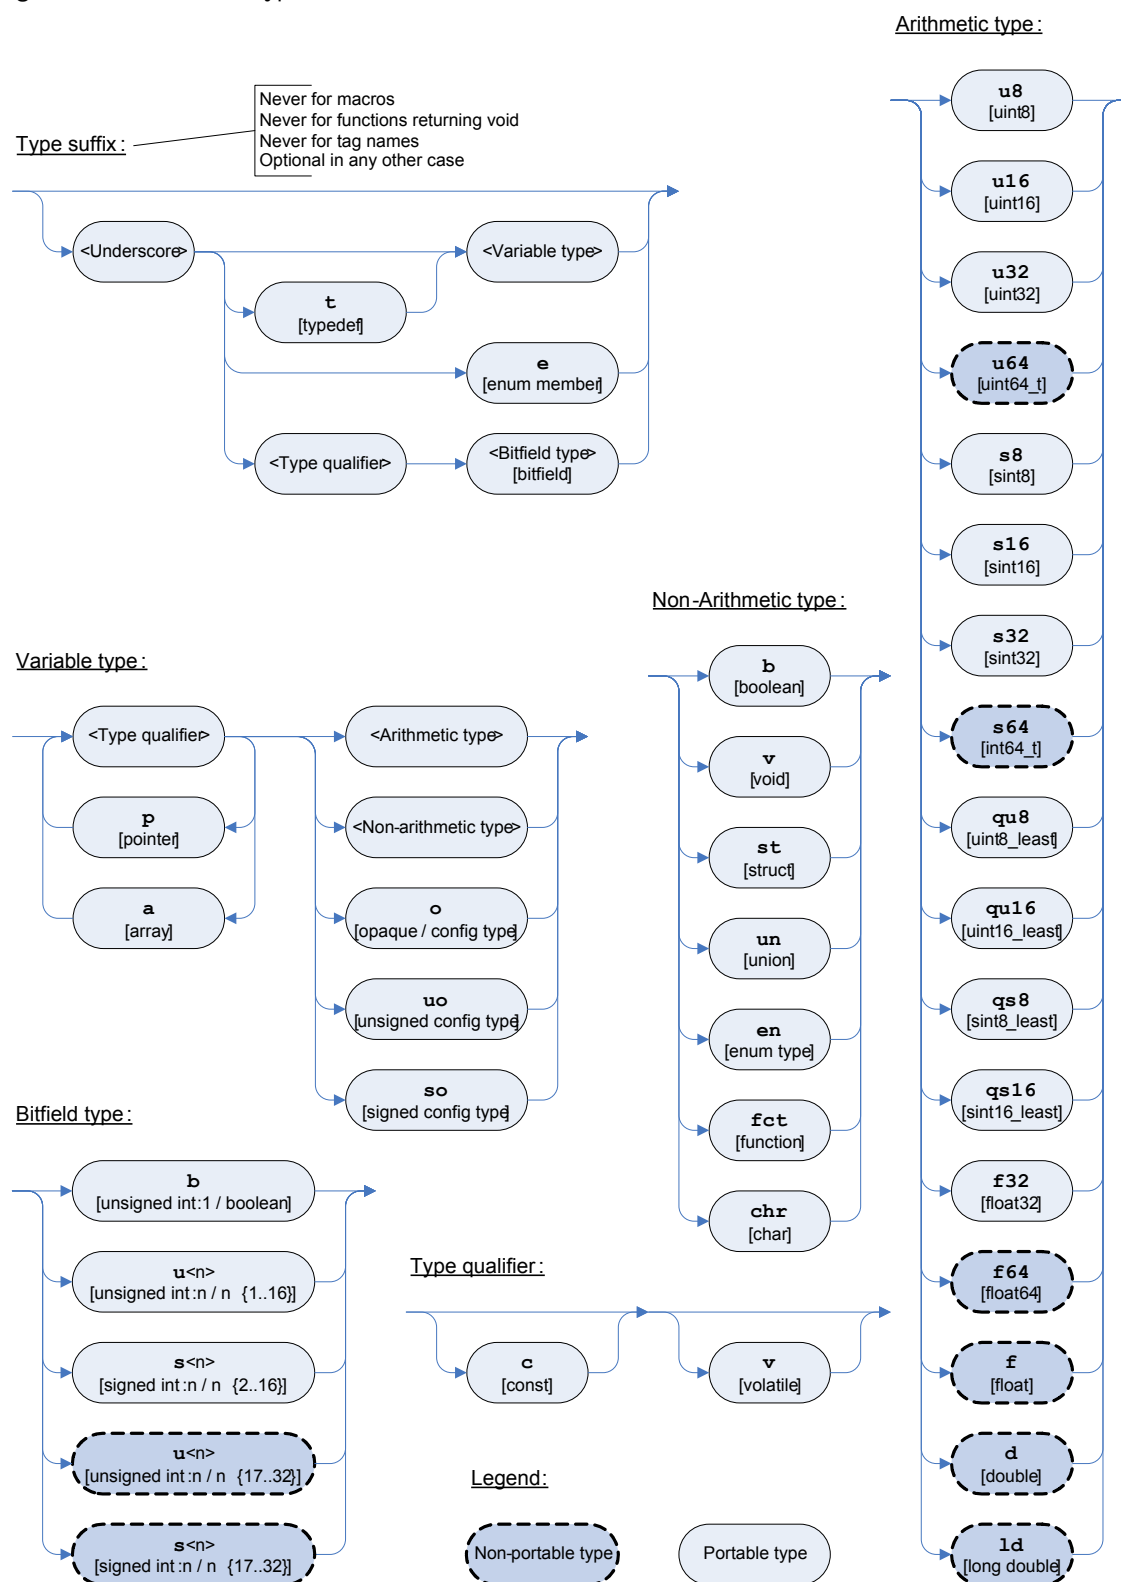 Arithmetic type:
Never for macros
Never for functions returning void
Never for tag names
Optional in any other case
Type suffix:
<Underscore>
<Variable type>
t
[typedef]
e
[enum member]
<Type qualifier>
<Bitfield type>
[bitfield]
u8
[uint8]
u16
[uint16]
u32
[uint32]
u64
[uint64_t]
s8
[sint8]
s16
[sint16]
s32
[sint32]
s64
[int64_t]
qu8
[uint8_least]
qu16
[uint16_least]
qs8
[sint8_least]
qs16
[sint16_least]
f32
[float32]
f64
[float64]
f
[float]
d
[double]
ld
[long double]
Non-Arithmetic type:
b
[boolean]
v
[void]
st
[struct]
un
[union]
en
[enum type]
fct
[function]
chr
[char]
Variable type:
<Type qualifier>
p
[pointer]
a
[array]
<Arithmetic type>
<Non-arithmetic type>
o
[opaque / config type]
uo
[unsigned config type]
so
[signed config type]
Bitfield type:
b
[unsigned int:1 / boolean]
u<n>
[unsigned int:n / n {1..16}]
s<n>
[signed int:n / n {2..16}]
u<n>
[unsigned int:n / n {17..32}]
s<n>
[signed int:n / n {17..32}]
Type qualifier:
c
[const]
v
[volatile]
Legend:
Non-portable type
Portable type